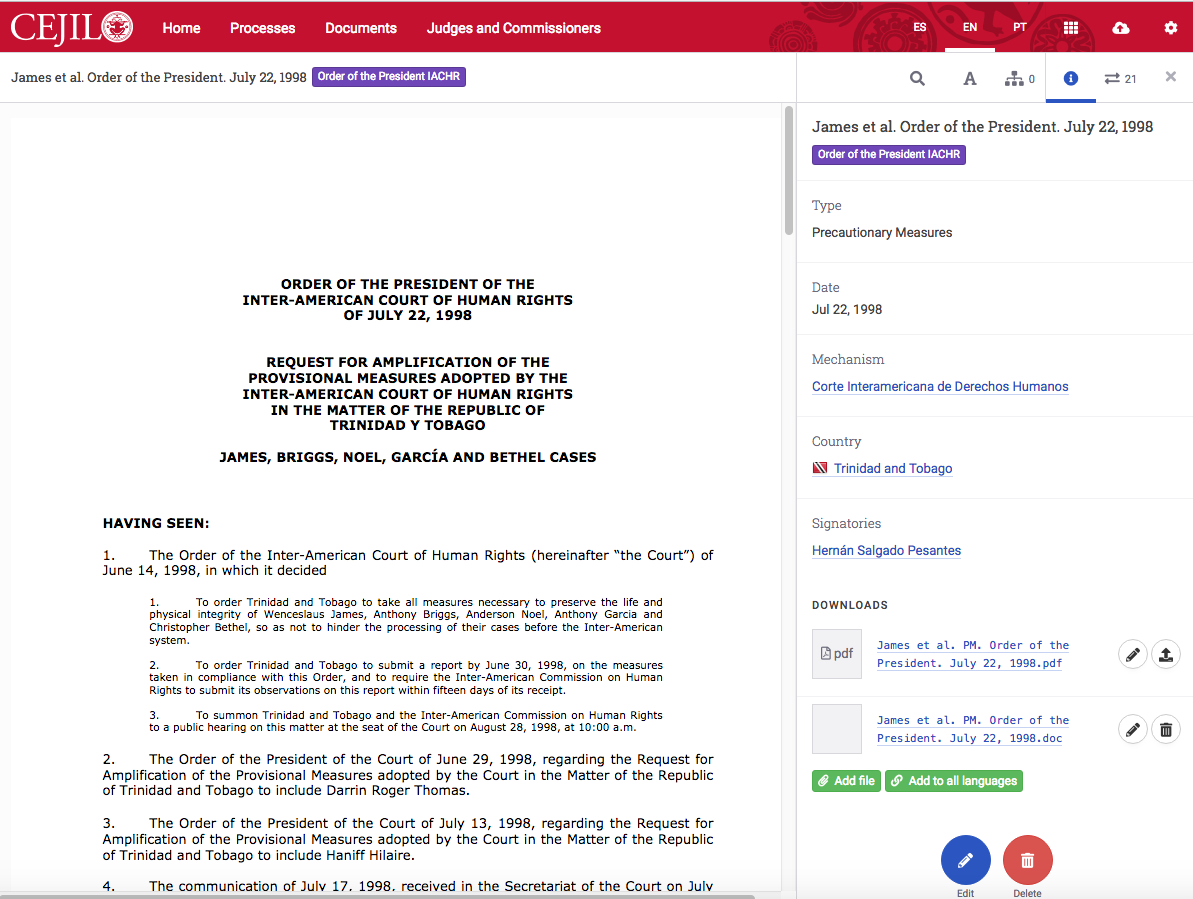 CEJIL
Home Processes Documents Judges and Commissioners ES EN PT
James et al. Order of the President. July 22, 1998 Order of the President IACHR
A 0 21
ORDER OF THE PRESIDENT OF THE
INTER-AMERICAN COURT OF HUMAN RIGHTS
OF JULY 22, 1998
REQUEST FOR AMPLIFICATION OF THE
PROVISIONAL MEASURES ADOPTED BY THE
INTER-AMERICAN COURT OF HUMAN RIGHTS
IN THE MATTER OF THE REPUBLIC OF
TRINIDAD Y TOBAGO
JAMES, BRIGGS, NOEL, GARCÍA AND BETHEL CASES
HAVING SEEN:
1. The Order of the Inter-American Court of Human Rights (hereinafter “the Court”) of
June 14, 1998, in which it decided
1. To order Trinidad and Tobago to take all measures necessary to preserve the life and
physical integrity of Wenceslaus James, Anthony Briggs, Anderson Noel, Anthony Garcia and
Christopher Bethel, so as not to hinder the processing of their cases before the Inter-American
system.
2. To order Trinidad and Tobago to submit a report by June 30, 1998, on the measures
taken in compliance with this Order, and to require the Inter-American Commission on Human
Rights to submit its observations on this report within fifteen days of its receipt.
3. To summon Trinidad and Tobago and the Inter-American Commission on Human Rights
to a public hearing on this matter at the seat of the Court on August 28, 1998, at 10:00 a.m.
2. The Order of the President of the Court of June 29, 1998, regarding the Request for
Amplification of the Provisional Measures adopted by the Court in the Matter of the Republic
of Trinidad and Tobago to include Darrin Roger Thomas.
3. The Order of the President of the Court of July 13, 1998, regarding the Request for
Amplification of the Provisional Measures adopted by the Court in the Matter of the Republic
of Trinidad and Tobago to include Haniff Hilaire.
4. The communication of July 17, 1998, received in the Secretariat of the Court on July
James et al. Order of the President. July 22, 1998
Order of the President IACHR
Type
Precautionary Measures
Date
Jul 22, 1998
Mechanism
Corte Interamericana de Derechos Humanos
Country
Trinidad and Tobago
Signatories
Hernán Salgado Pesantes
DOWNLOADS
pdf
James et al. PM. Order of the
President. July 22, 1998.pdf
James et al. PM. Order of the
President. July 22, 1998.doc
Add file Add to all languages
Edit Delete